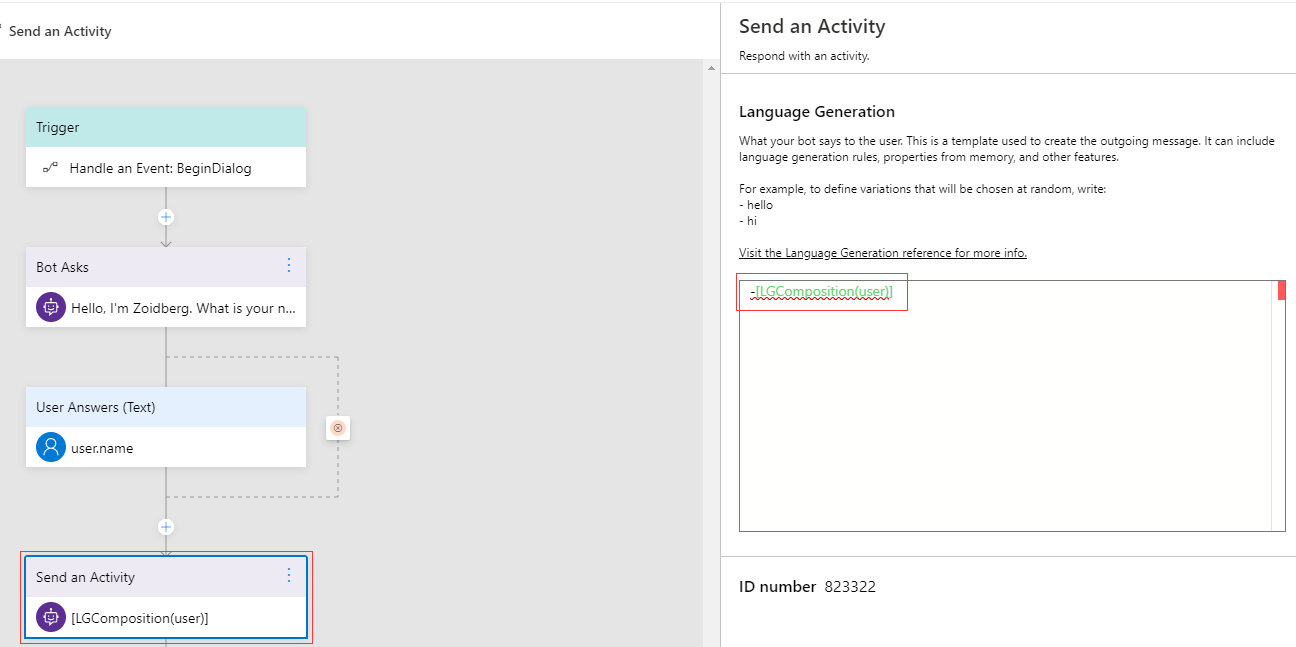 Send an Activity
Trigger
Handle an Event: BeginDialog
Bot Asks
Hello, I'm Zoidberg. What is your n...
User Answers (Text)
user.name
Send an Activity
[LGComposition(user)]
Send an Activity
Respond with an activity.
Language Generation
What your bot says to the user. This is a template used to create the outgoing message. It can include
language generation rules, properties from memory, and other features.
For example, to define variations that will be chosen at random, write:
- hello
- hi
Visit the Language Generation reference for more info.
-[LGComposition(user)]
ID number 823322